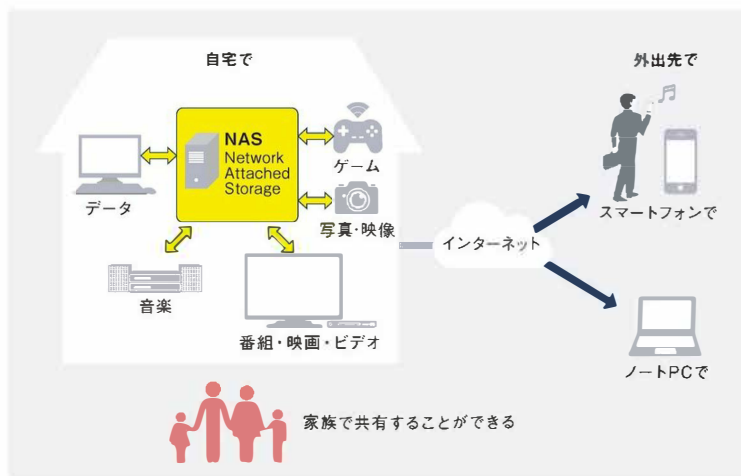 自宅で
外出先で
NAS
Network
Attached
Storage
データ
ゲーム
写真・映像
音楽
番組・映画・ビデオ
インターネット
スマートフォンで
ノートPCで
家族で共有することができる